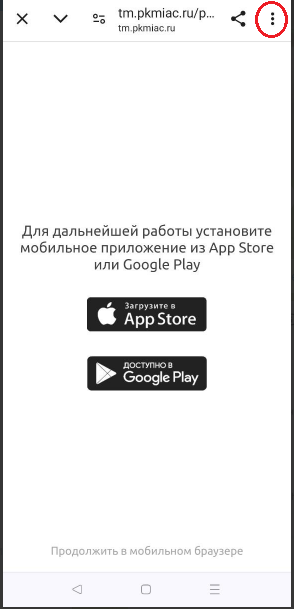 tm.pkmiac.ru/p...
tm.pkmiac.ru
Для дальнейшей работы установите
мобильное приложение из App Store
или Google Play
Загрузите в
App Store
ДОСТУПНО В
Google Play
Продолжить в мобильном браузере